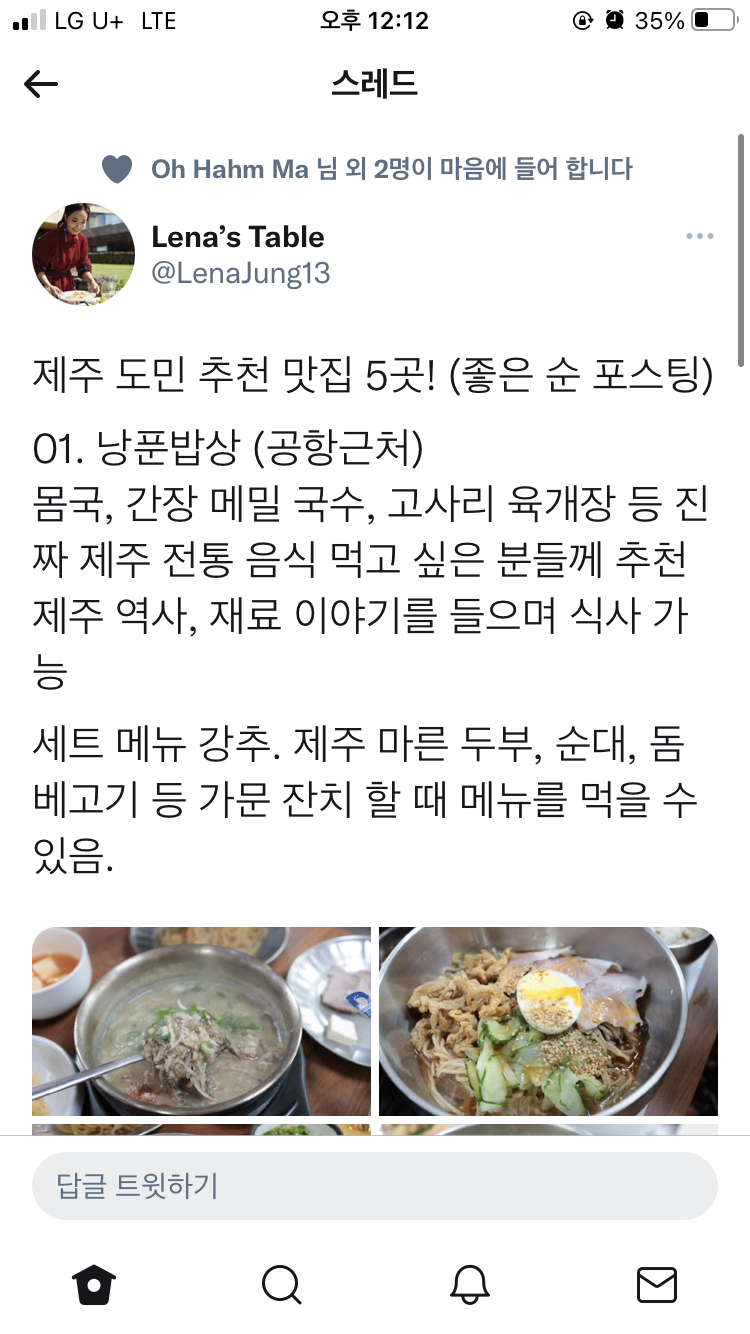 LG U+ LTE 오후 12:12 35%
스레드
Oh Hahm Ma 님 외 2명이 마음에 들어 합니다
Lena's Table
@LenaJung13
제주 도민 추천 맛집 5곳! (좋은 순 포스팅)
01. 낭푼밥상 (공항근처)
몸국, 간장 메밀 국수, 고사리 육개장 등 진
짜 제주 전통 음식 먹고 싶은 분들께 추천
제주 역사, 재료 이야기를 들으며 식사 가
능
세트 메뉴 강추. 제주 마른 두부, 순대, 돔
베고기 등 가문 잔치 할 때 메뉴를 먹을 수
있음.
답글 트윗하기